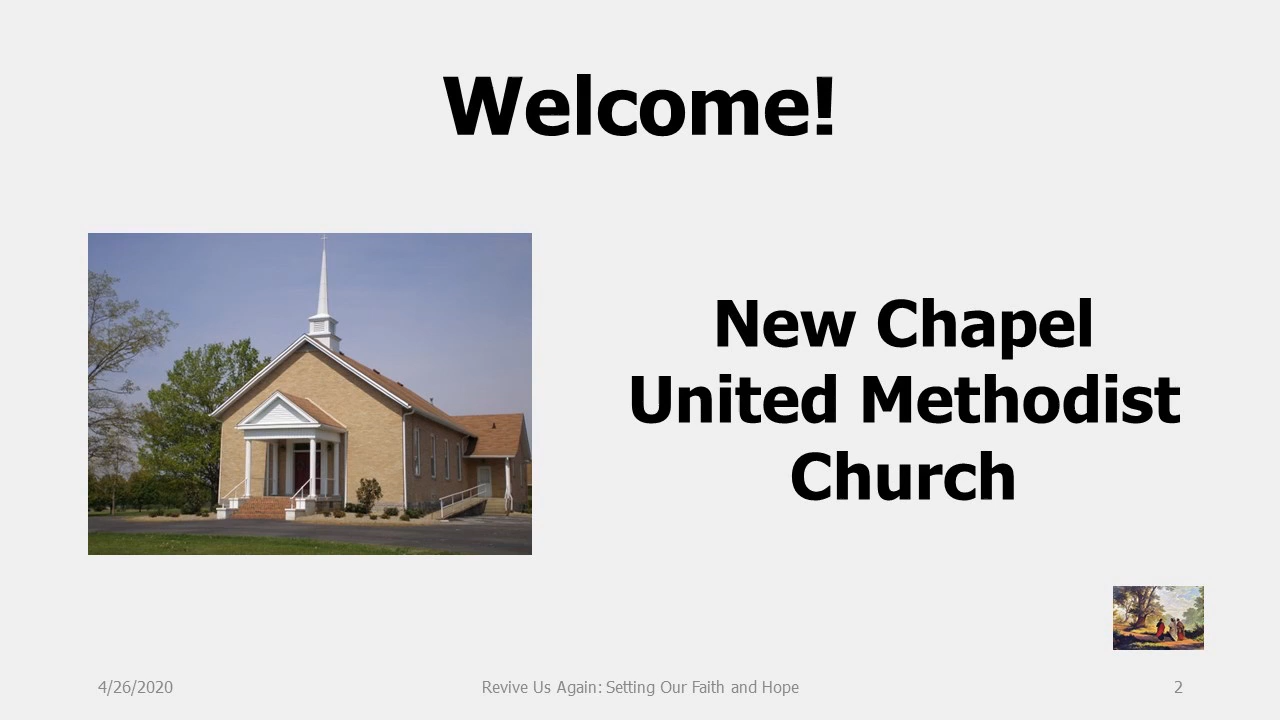 Welcome!
New Chapel
United Methodist
Church
4/26/2020
Revive Us Again: Setting Our Faith and Hope
2